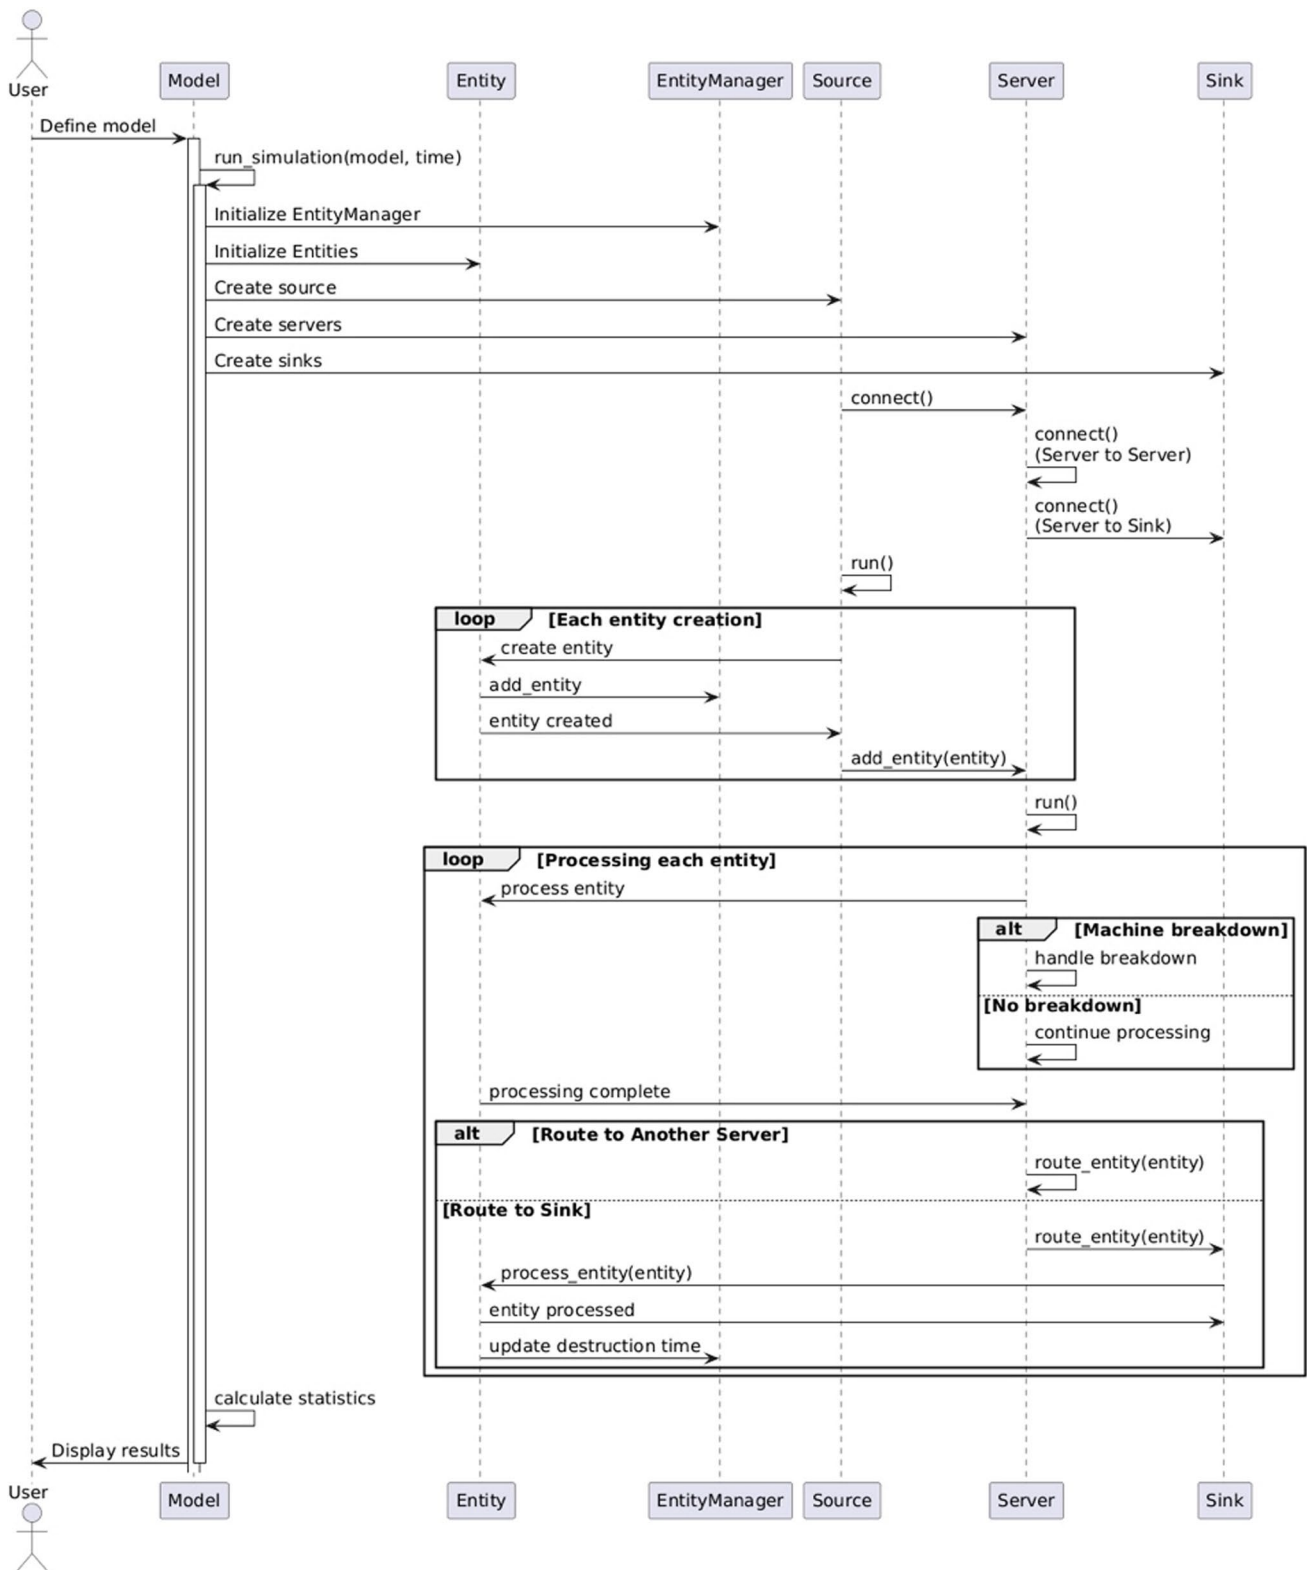 User
Model
Entity
EntityManager
Source
Server
Sink
Define model
run_simulation(model, time)
Initialize EntityManager
Initialize Entities
Create source
Create servers
Create sinks
connect()
connect()
(Server to Server)
connect()
(Server to Sink)
run()
loop
[Each entity creation]
create entity
add_entity
entity created
add_entity(entity)
run()
loop
[Processing each entity]
process entity
alt
[Machine breakdown]
handle breakdown
[No breakdown]
continue processing
processing complete
alt
[Route to Another Server]
route_entity(entity)
[Route to Sink]
route_entity(entity)
process_entity(entity)
entity processed
update destruction time
calculate statistics
Display results
User
Model
Entity
EntityManager
Source
Server
Sink